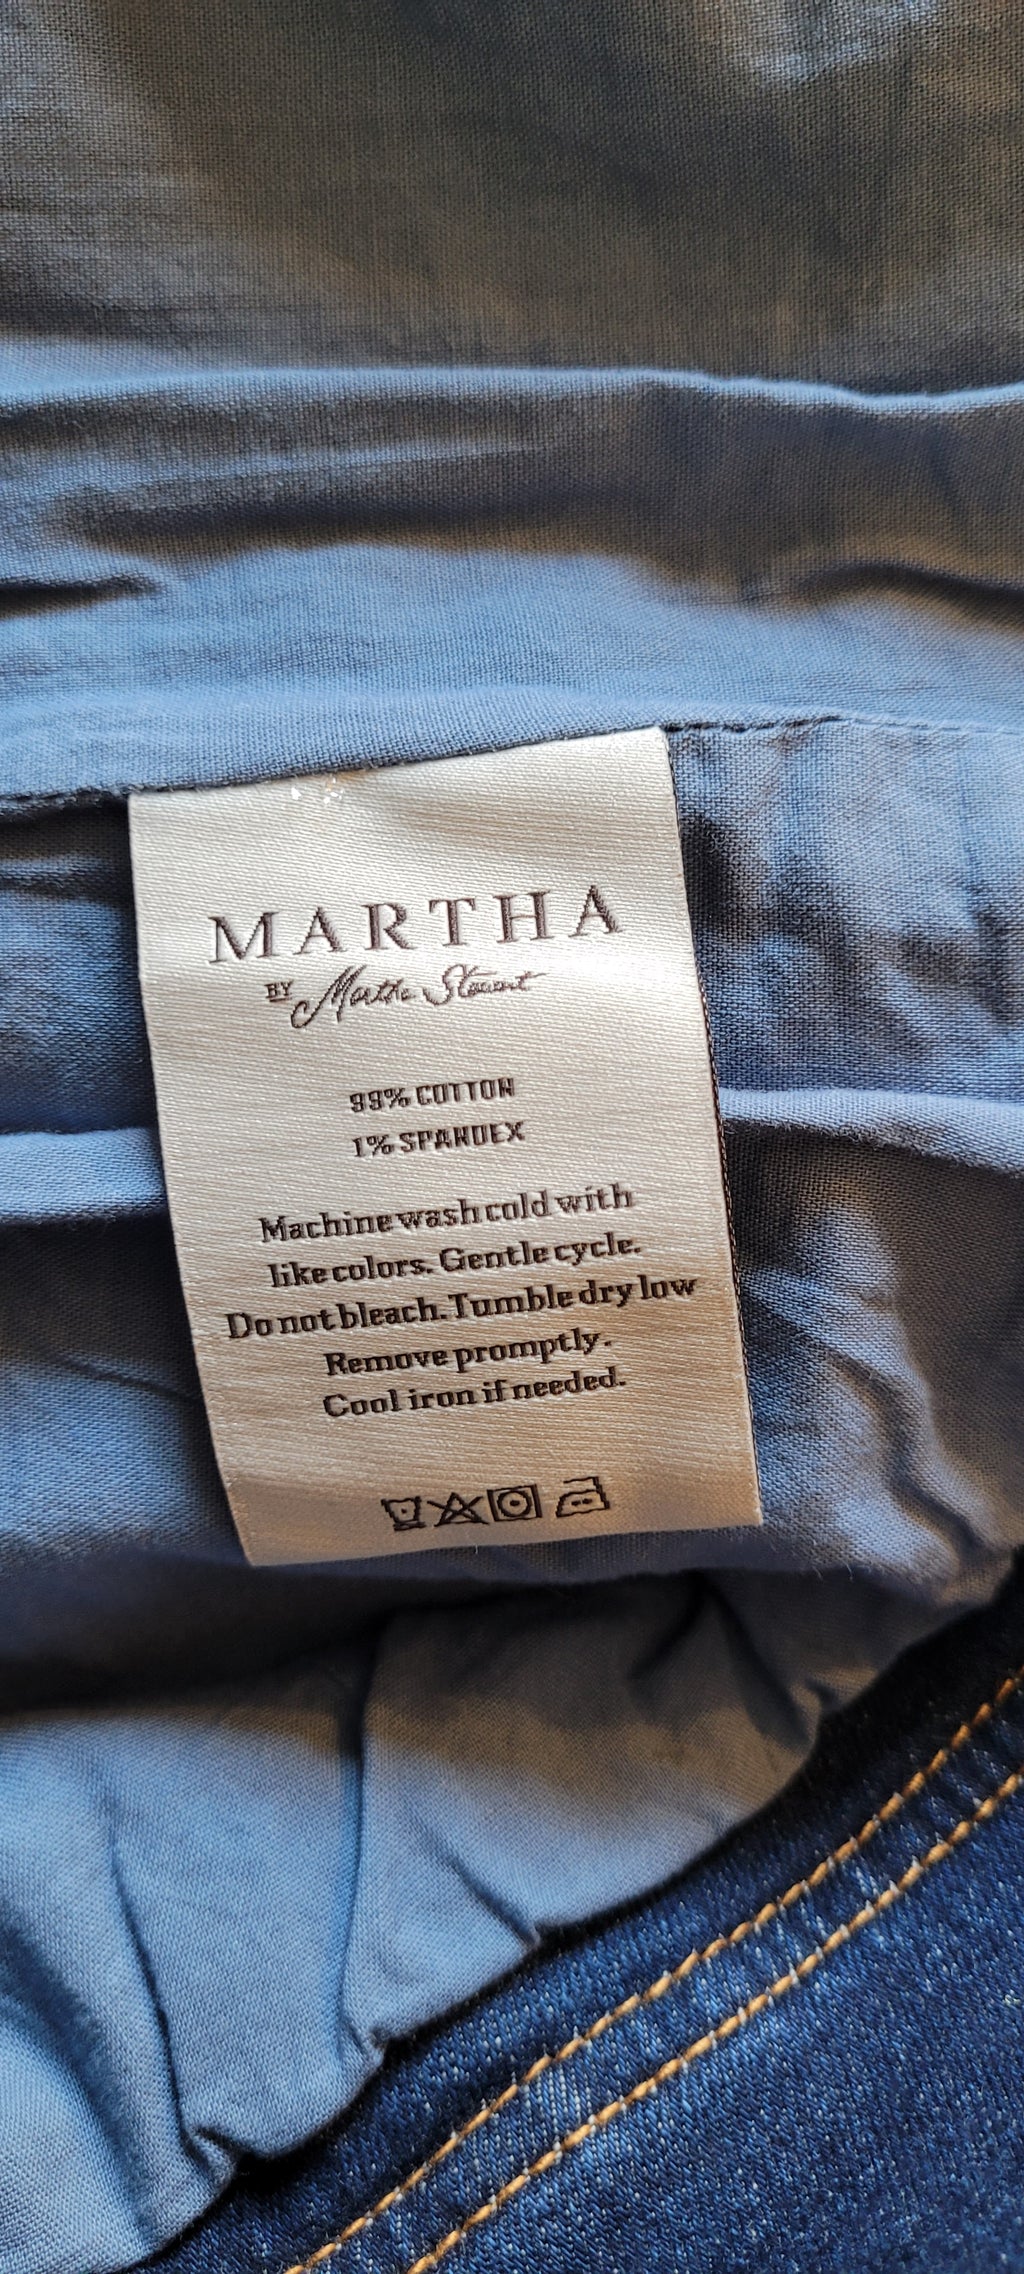 MARTHA
BY Martha Stewart
99% COTTON
1% SPANDEX
Machine wash cold with
like colors. Gentle cycle.
Do not bleach. Tumble dry low
Remove promptly.
Cool iron if needed.